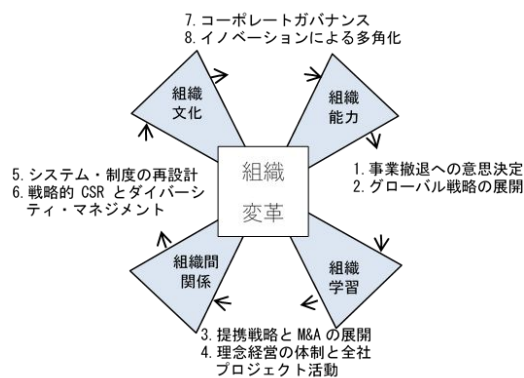 7. コーポレートガバナンス
8. イノベーションによる多角化
組織
文化
組織
能力
5. システム・制度の再設計
6. 戦略的 CSR とダイバーシ
ティ・マネジメント
組織
変革
1. 事業撤退への意思決定
2. グローバル戦略の展開
組織間
関係
組織
学習
3. 提携戦略と M&A の展開
4. 理念経営の体制と全社
プロジェクト活動